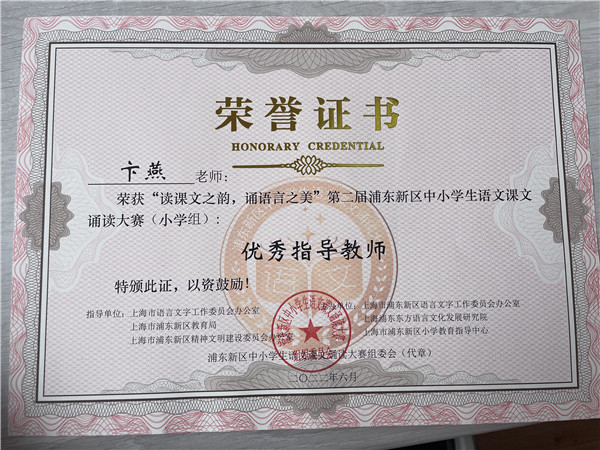 荣誉证书
HONORARY CREDENTIAL
卞燕 老师:
荣获“读课文之韵,诵语言之美”第二届浦东新区中小学生语文课文
诵读大赛(小学组):
优秀指导教师
特颁此证,以资鼓励!
指导单位:上海市语言文字工作委员会办公室
上海市浦东新区教育局
上海市浦东新区精神文明建设委员会办公室
单位:上海市浦东新区语言文字工作委员会办公室
上海浦东东方语言文化发展研究院
上海市浦东新区小学教育指导中心
浦东新区中小学生语文课文诵读大赛组委会(代章)
二〇二二年六月